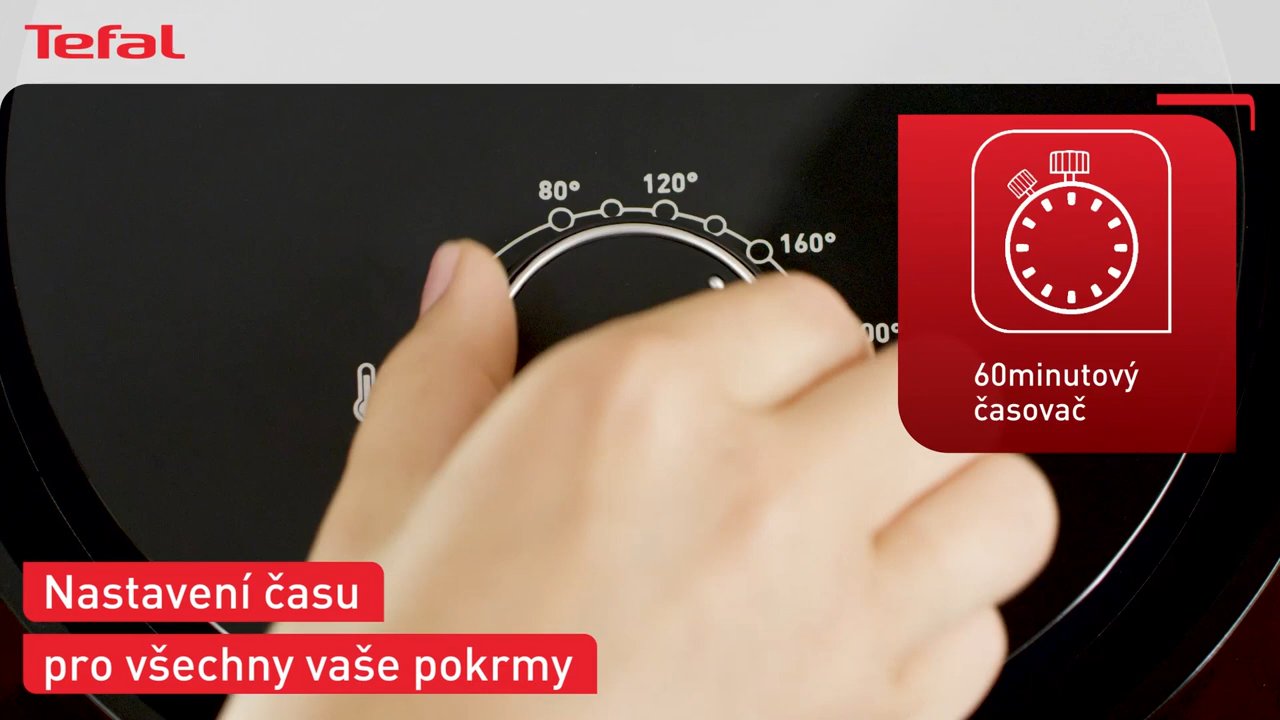 Tefal
80°
120°
160°
60minutový
časovač
Nastavení času
pro všechny vaše pokrmy